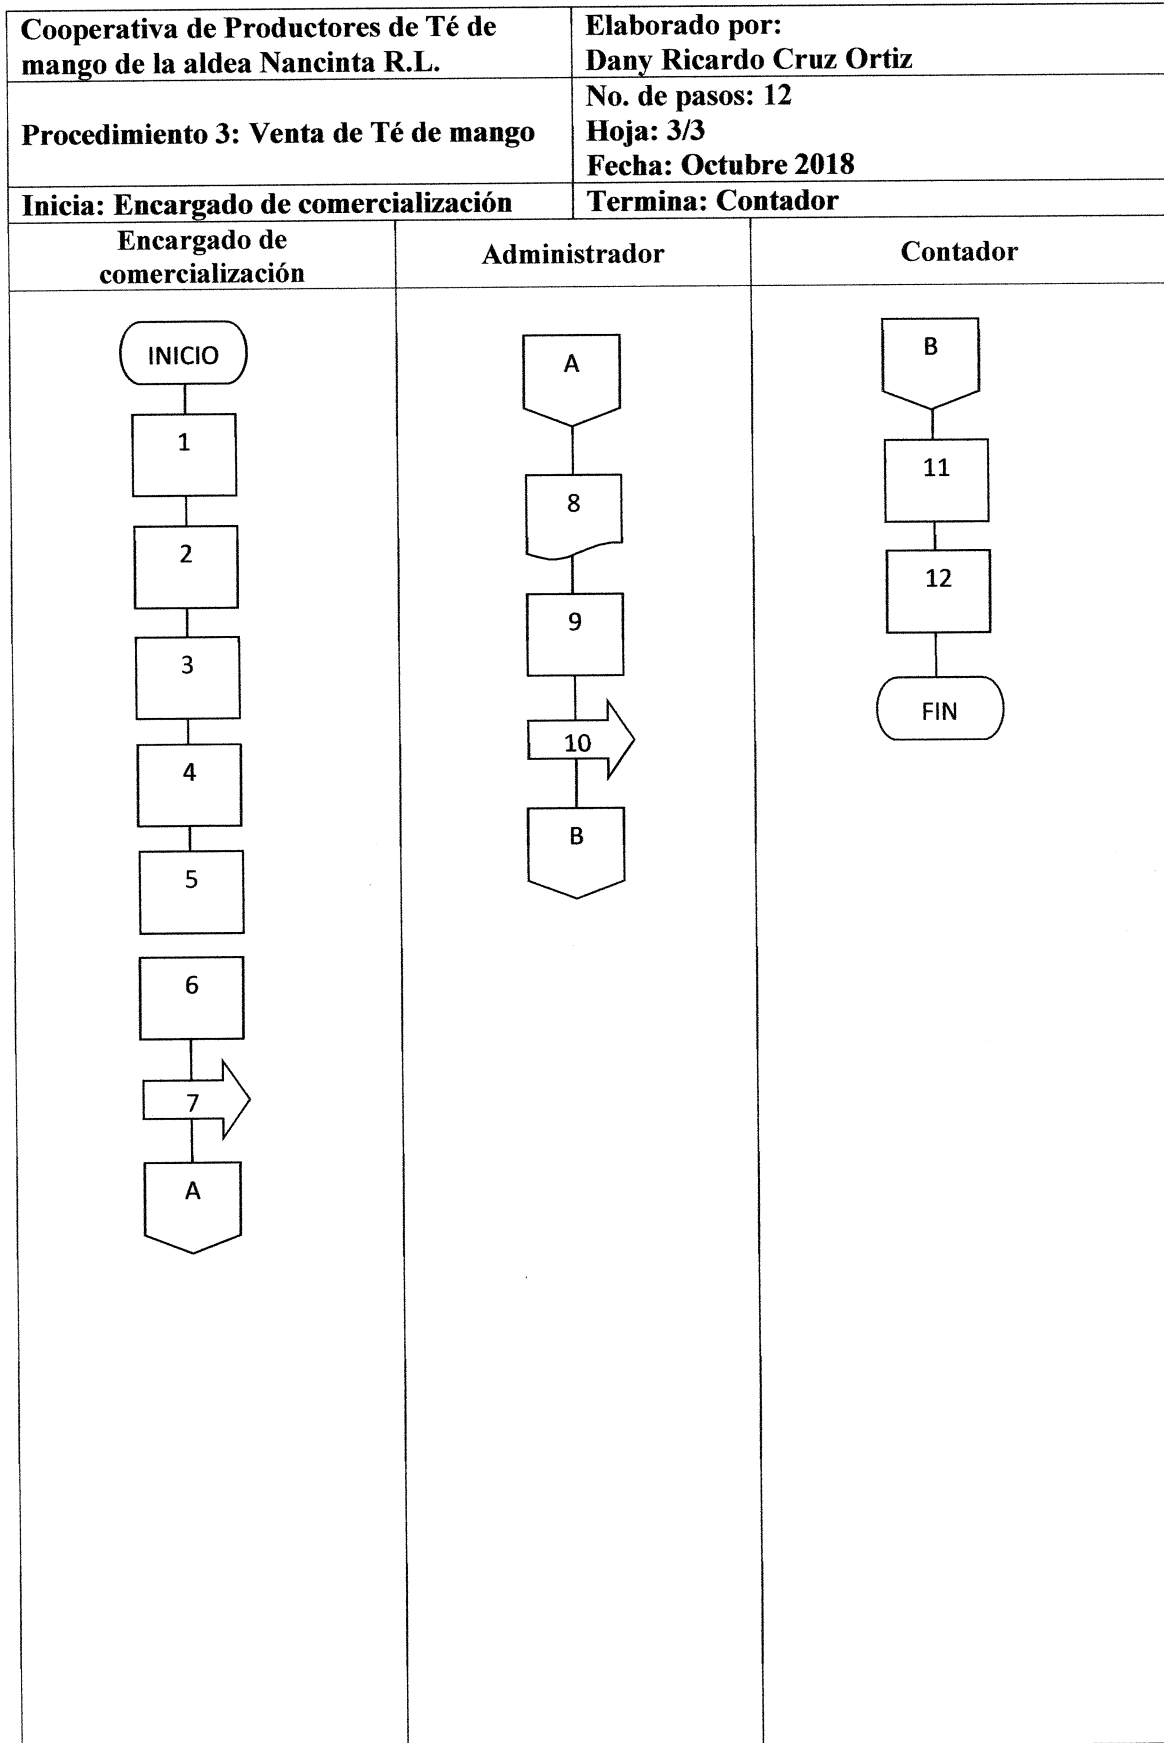 Cooperativa de Productores de Té de
mango de la aldea Nancinta R.L.
Elaborado por:
Dany Ricardo Cruz Ortiz
Procedimiento 3: Venta de Té de mango
No. de pasos: 12
Hoja: 3/3
Fecha: Octubre 2018
Inicia: Encargado de comercialización
Termina: Contador
Encargado de
comercialización
Administrador
Contador
INICIO
1
2
3
4
5
6
7
A
A
8
9
10
B
B
11
12
FIN